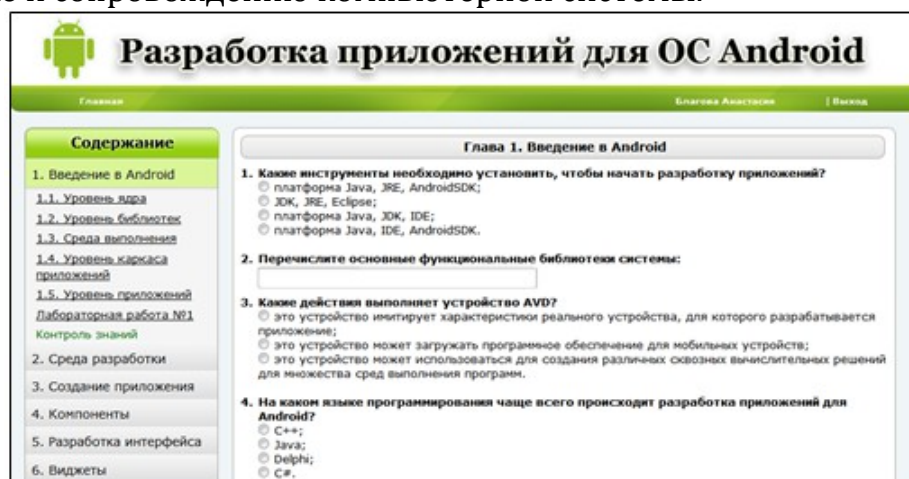 и сопровождению
Разработка приложений для ОС Android
Главная
Благова Анастасия | Выход
Содержание
1. Введение в Android
1.1. Уровень ядра
1.2. Уровень библиотек
1.3. Среда выполнения
1.4. Уровень каркаса
приложений
1.5. Уровень приложений
Лабораторная работа №1
Контроль знаний
2. Среда разработки
3. Создание приложения
4. Компоненты
5. Разработка интерфейса
6. Виджеты
Глава 1. Введение в Android
1. Какие инструменты необходимо установить, чтобы начать разработку приложений?
платформа Java, JRE, AndroidSDK;
JDK, JRE, Eclipse;
платформа Java, JDK, IDE;
платформа Java, IDE, AndroidSDK.
2. Перечислите основные функциональные библиотеки системы:
3. Какие действия выполняет устройство AVD?
это устройство имитирует характеристики реального устройства, для которого разрабатывается
приложение;
это устройство может загружать программное обеспечение для мобильных устройств;
это устройство может использоваться для создания различных сквозных вычислительных решений
для множества сред выполнения программ.
4. На каком языке программирования чаще всего происходит разработка приложений для
Android?
C++;
Java;
Delphi;
C#.